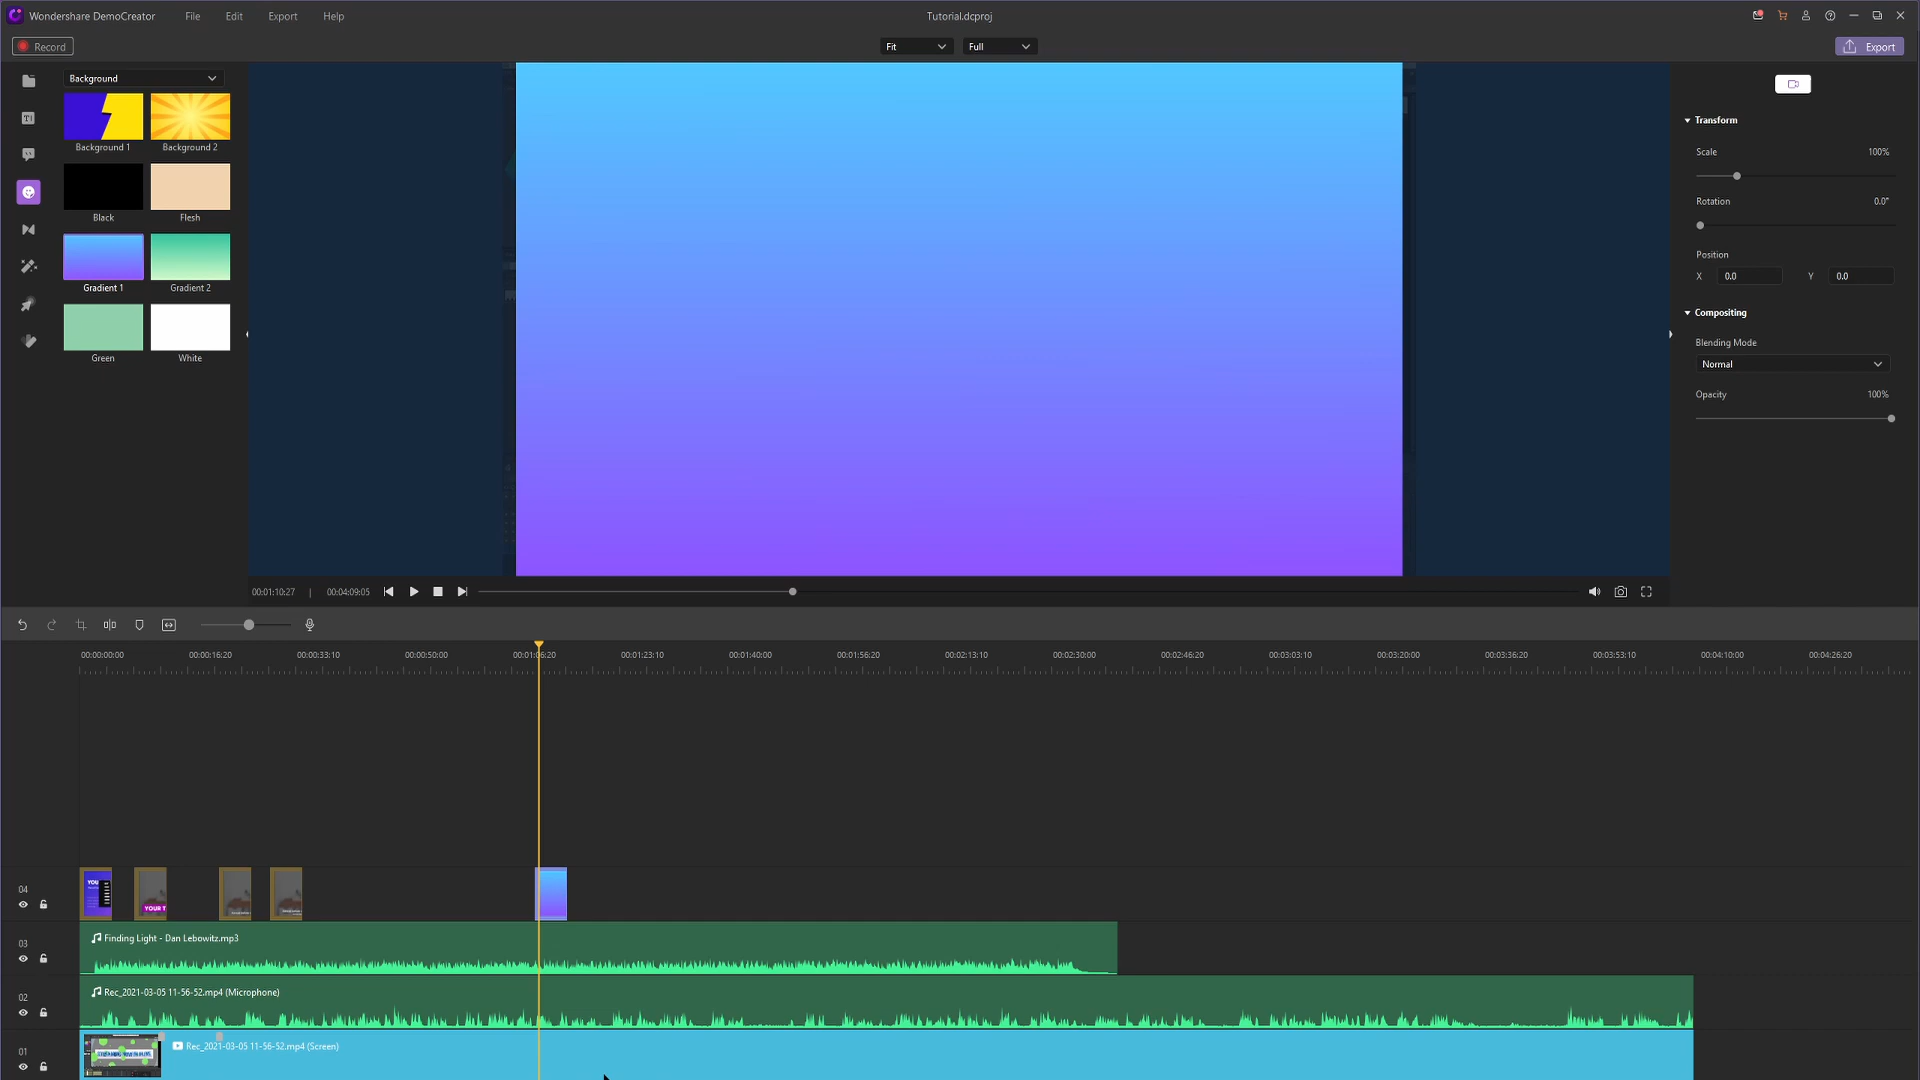 Wondershare DemoCreator File Edit Export Help Tutorial.dcproj
Record Fit Full Export
Background
Background 1 Background 2
Black Flesh
Gradient 1 Gradient 2
Green White
Transform
Scale 100%
Rotation 0.0°
Position
X 0.0 Y 0.0
Compositing
Blending Mode
Normal
Opacity 100%
00:01:10:27 | 00:04:09:05
00:00:00:00 00:00:16:20 00:00:33:10 00:00:50:00 00:01:06:20 00:01:23:10 00:01:40:00 00:01:56:20 00:02:13:10 00:02:30:00 00:02:46:20 00:03:03:10 00:03:20:00 00:03:36:20 00:03:53:10 00:04:10:00 00:04:26:20
04
YOU
YOUR T
03
Finding Light - Dan Lebowitz.mp3
02
Rec_2021-03-05 11-56-52.mp4 (Microphone)
01
Rec_2021-03-05 11-56-52.mp4 (Screen)